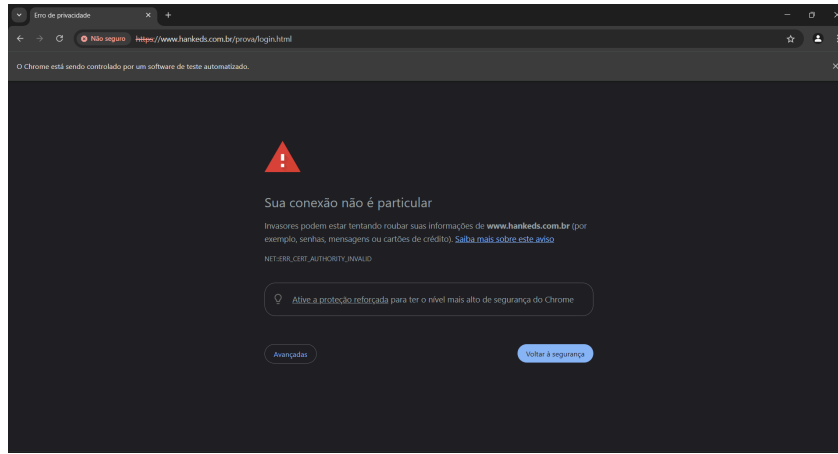 Erro de privacidade
Não seguro https://www.hankeds.com.br/prova/login.html
O Chrome está sendo controlado por um software de teste automatizado.
Sua conexão não é particular
Invasores podem estar tentando roubar suas informações de www.hankeds.com.br (por
exemplo, senhas, mensagens ou cartões de crédito). Saiba mais sobre este aviso
NET::ERR_CERT_AUTHORITY_INVALID
Ative a proteção reforçada para ter o nível mais alto de segurança do Chrome
Avançadas
Voltar à segurança